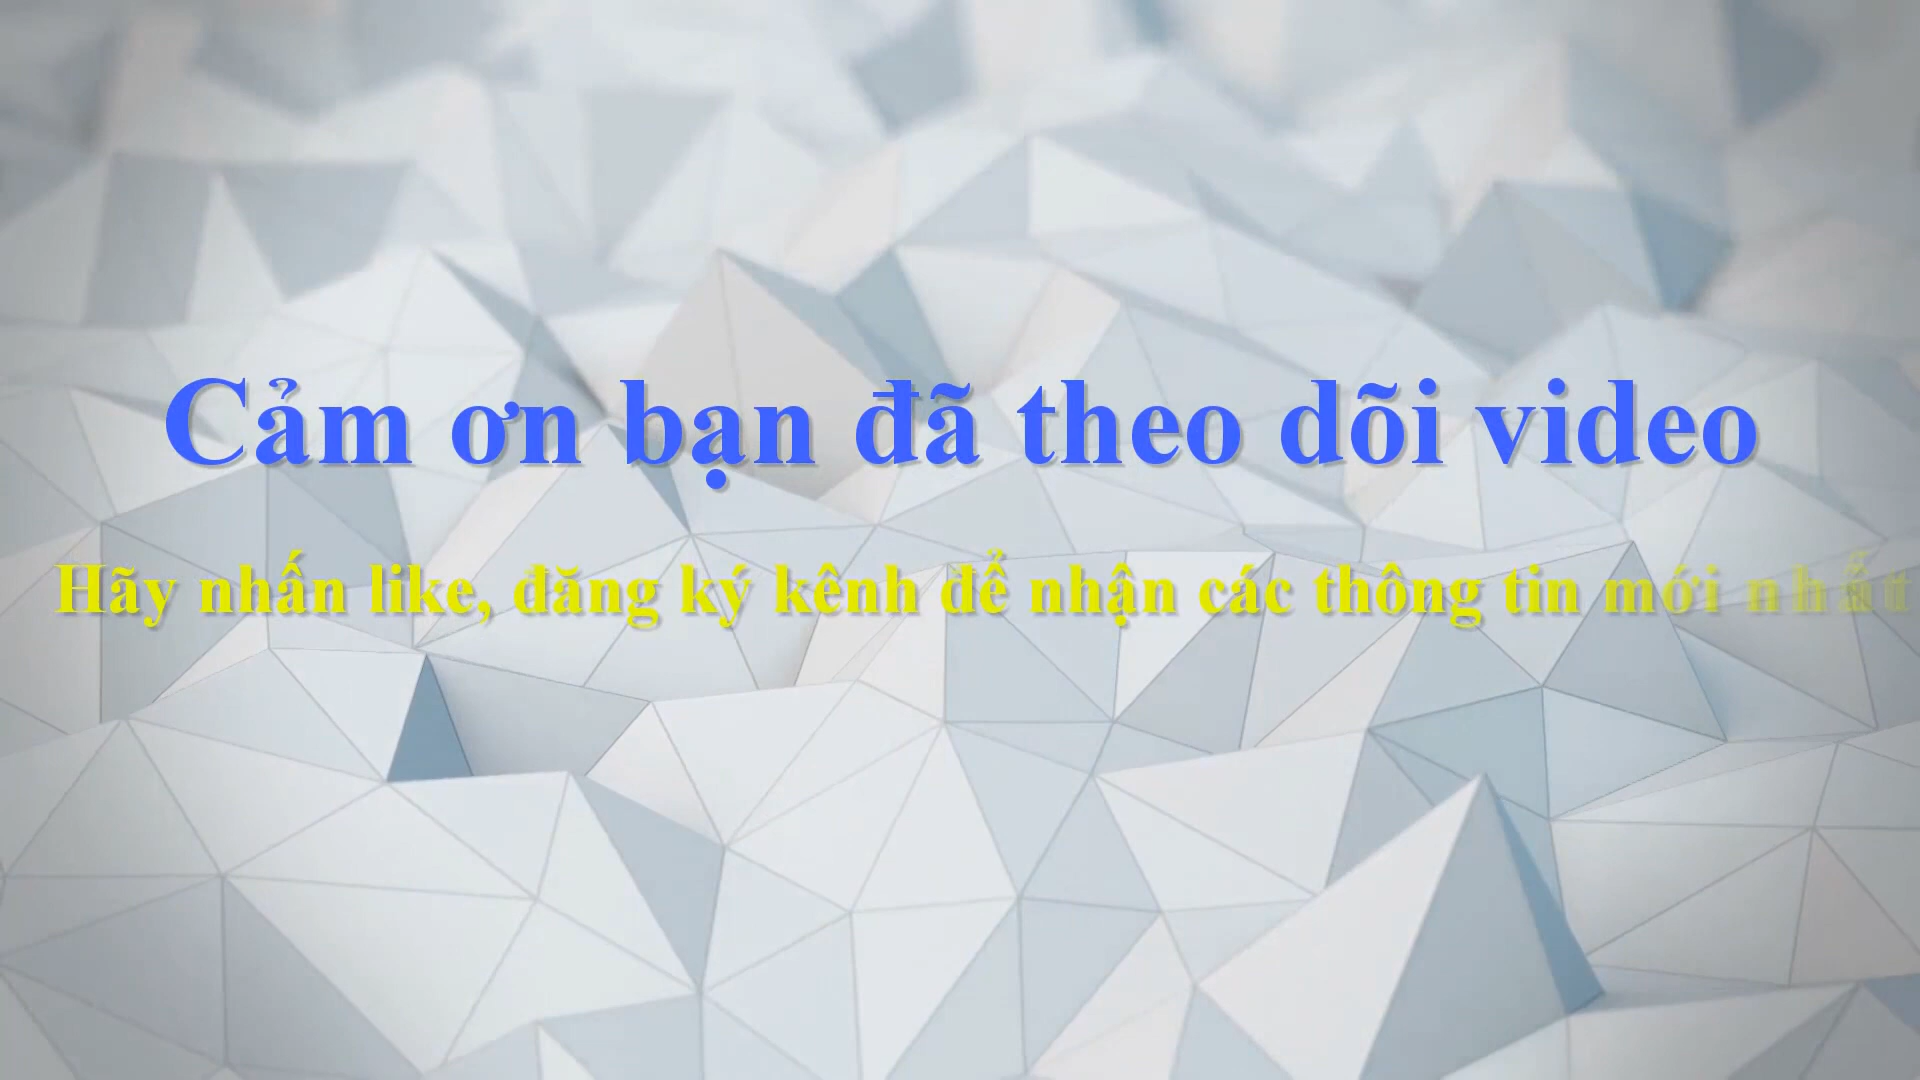 Cảm ơn bạn đã theo dõi video
Hãy nhấn like, đăng ký kênh để nhận các thông tin mới nhất